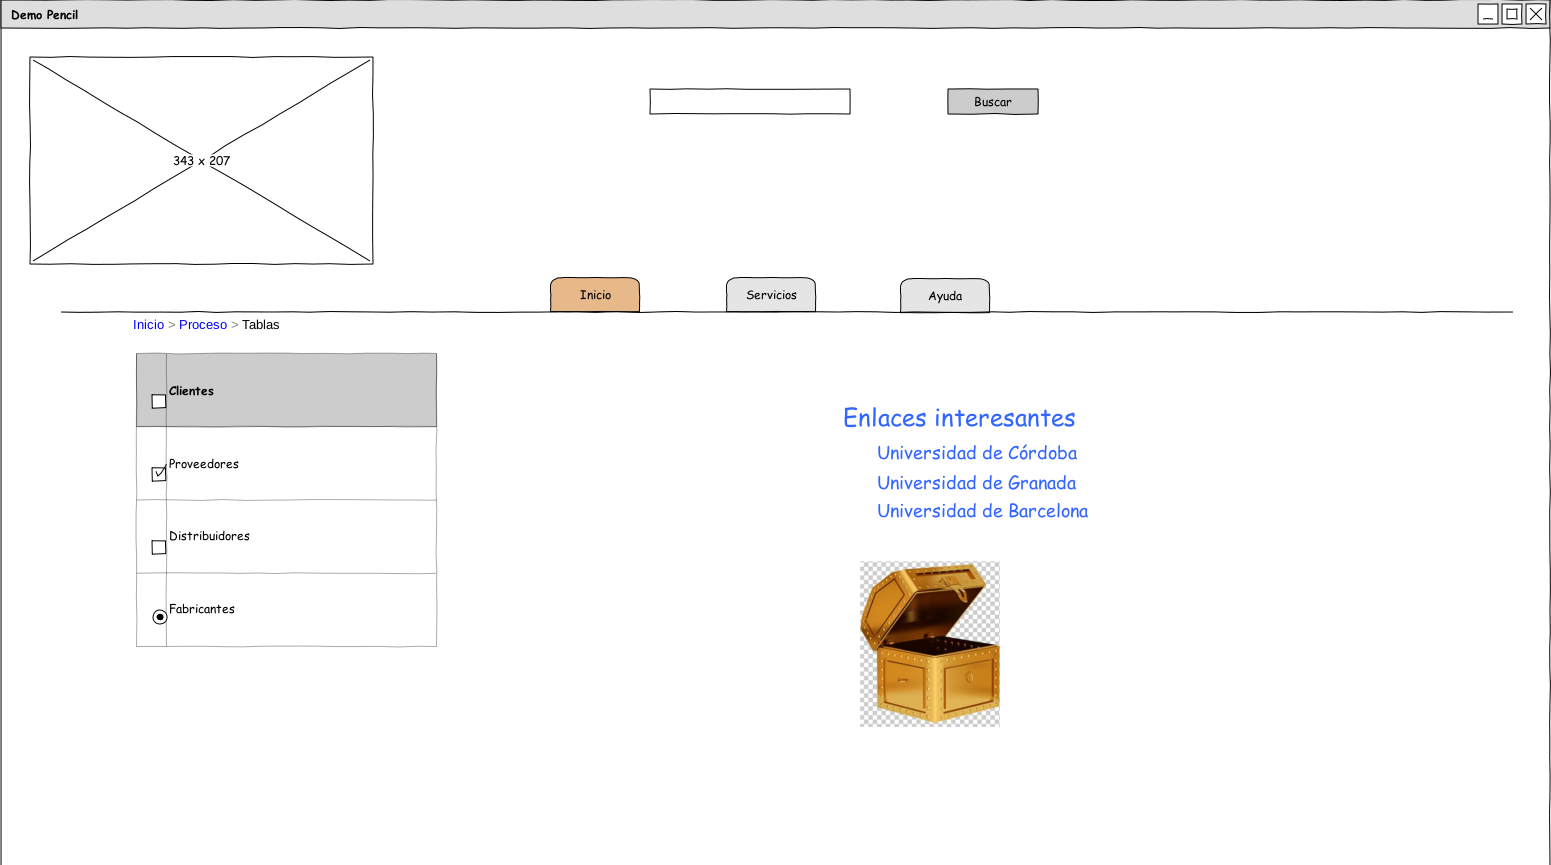 Demo Pencil
343 x 207
Buscar
Inicio
Servicios
Ayuda
Inicio > Proceso > Tablas
Clientes
Proveedores
Distribuidores
Fabricantes
Enlaces interesantes
Universidad de Córdoba
Universidad de Granada
Universidad de Barcelona